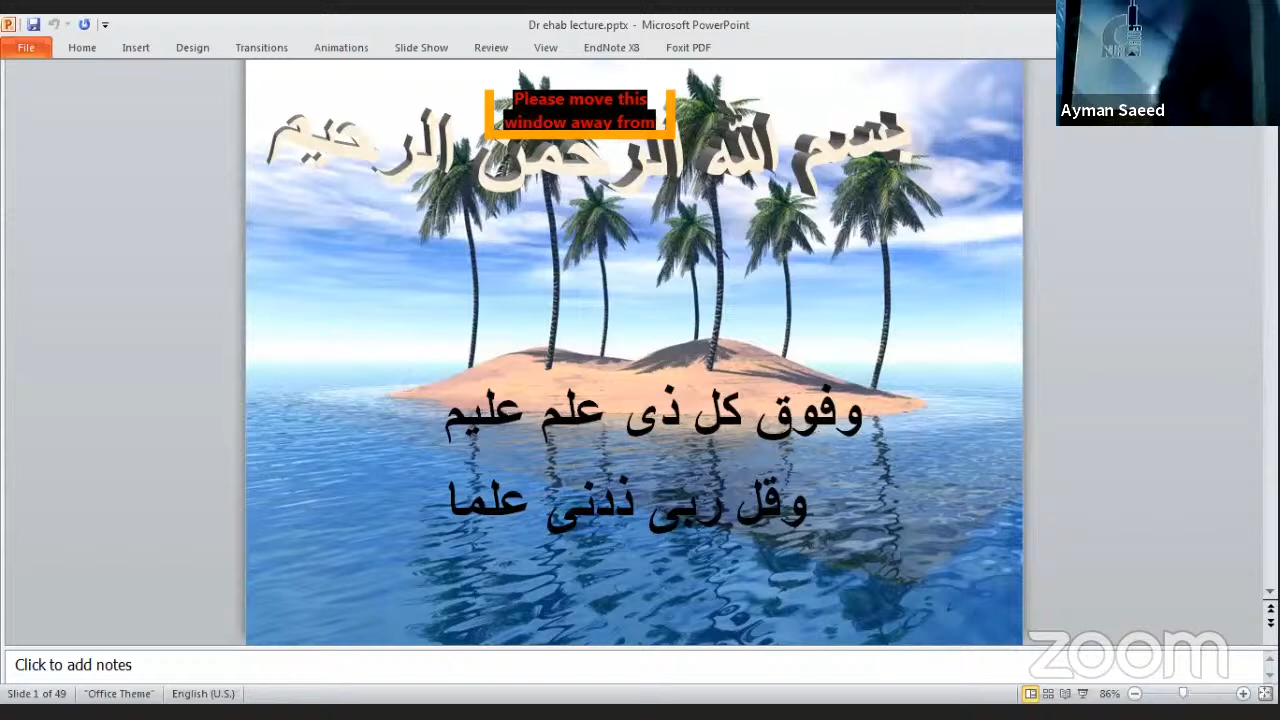 Dr ehab lecture.pptx - Microsoft PowerPoint
File Home Insert Design Transitions Animations Slide Show Review View EndNote X8 Foxit PDF
Ayman Saeed
Please move this
window away from
بسم الله الرحمن الرحيم
وفوق كل ذى علم عليم
وقل ربى ذدنى علما
zoom
Click to add notes
Slide 1 of 49 "Office Theme" English (U.S.) 86%